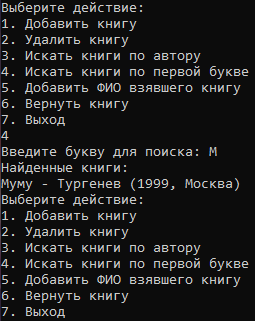 Выберите действие:
1. Добавить книгу
2. Удалить книгу
3. Искать книги по автору
4. Искать книги по первой букве
5. Добавить ФИО взявшего книгу
6. Вернуть книгу
7. Выход
4
Введите букву для поиска: М
Найденные книги:
Муму - Тургенев (1999, Москва)
Выберите действие:
1. Добавить книгу
2. Удалить книгу
3. Искать книги по автору
4. Искать книги по первой букве
5. Добавить ФИО взявшего книгу
6. Вернуть книгу
7. Выход